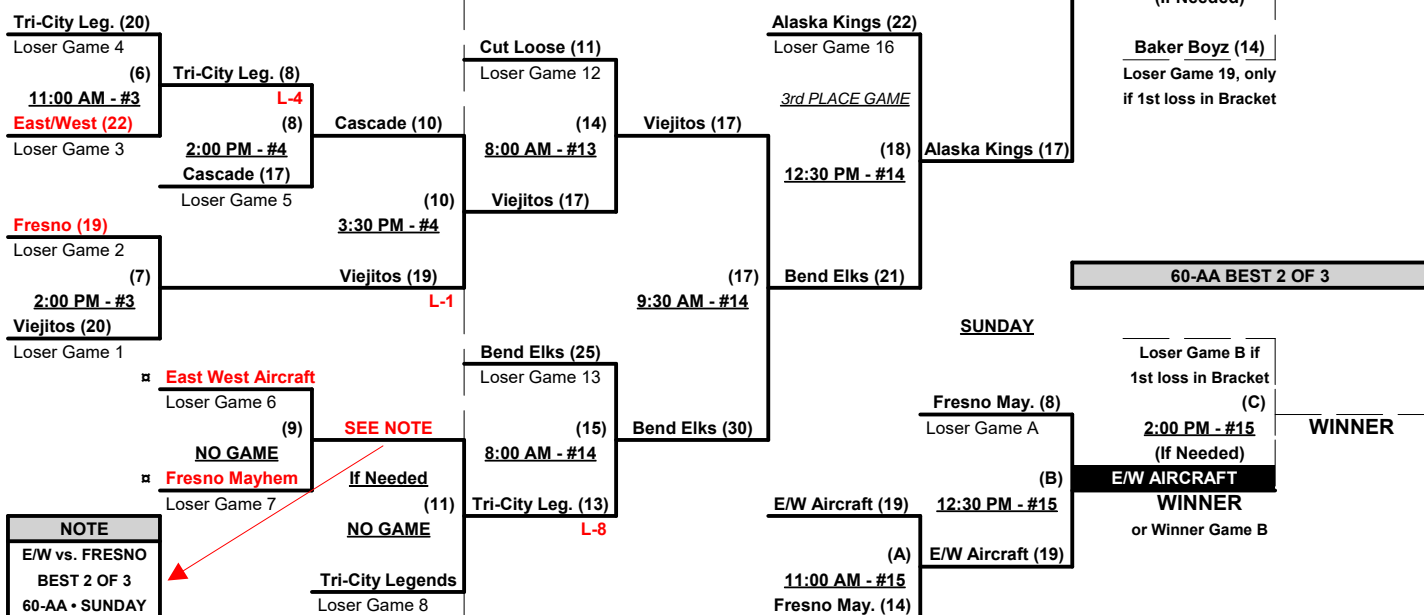 (If Needed)
Tri-City Leg. (20)
Loser Game 4
Alaska Kings (22)
Loser Game 16
Cut Loose (11)
Loser Game 12
Baker Boyz (14)
Loser Game 19, only
if 1st loss in Bracket
(6)
11:00 AM - #3
Tri-City Leg. (8)
L-4
3rd PLACE GAME
East/West (22)
Loser Game 3
(8)
2:00 PM - #4
Cascade (10)
(14)
8:00 AM - #13
Viejitos (17)
(18)
12:30 PM - #14
Alaska Kings (17)
Cascade (17)
Loser Game 5
(10)
3:30 PM - #4
Viejitos (17)
Fresno (19)
Loser Game 2
(7)
2:00 PM - #3
Viejitos (19)
L-1
(17)
9:30 AM - #14
Bend Elks (21)
60-AA BEST 2 OF 3
Viejitos (20)
Loser Game 1
SUNDAY
Bend Elks (25)
Loser Game 13
Loser Game B if
1st loss in Bracket
¤ East West Aircraft
Loser Game 6
(9)
NO GAME
SEE NOTE
(15)
8:00 AM - #14
Bend Elks (30)
Fresno May. (8)
Loser Game A
(C)
2:00 PM - #15
(If Needed)
WINNER
¤ Fresno Mayhem
Loser Game 7
If Needed
(11)
NO GAME
Tri-City Leg. (13)
L-8
E/W Aircraft (19)
(B)
12:30 PM - #15
E/W AIRCRAFT
WINNER
or Winner Game B
NOTE
E/W vs. FRESNO
BEST 2 OF 3
60-AA • SUNDAY
Tri-City Legends
Loser Game 8
(A)
11:00 AM - #15
E/W Aircraft (19)
Fresno May. (14)